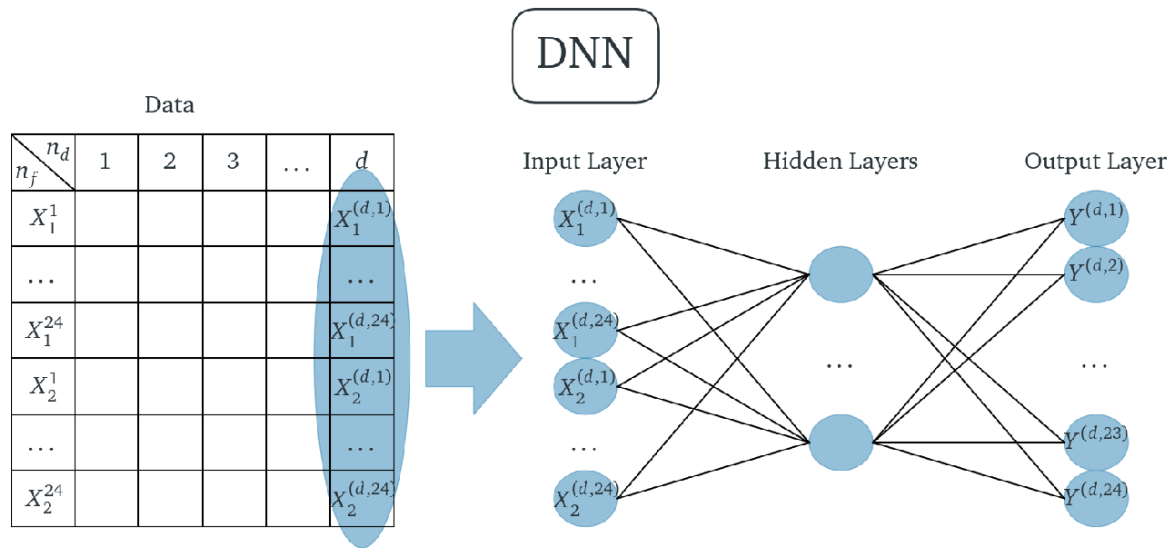 DNN
Data
n_d
n_f
1 2 3 ... d
X_1^1 X_1^{(d,1)}
... ...
X_1^{24} X_1^{(d,24)}
X_2^1 X_2^{(d,1)}
... ...
X_2^{24} X_2^{(d,24)}
Input Layer Hidden Layers Output Layer
X_1^{(d,1)} Y^{(d,1)}
... Y^{(d,2)}
X_1^{(d,24)}
... ...
X_2^{(d,1)}
... Y^{(d,23)}
X_2^{(d,24)} Y^{(d,24)}